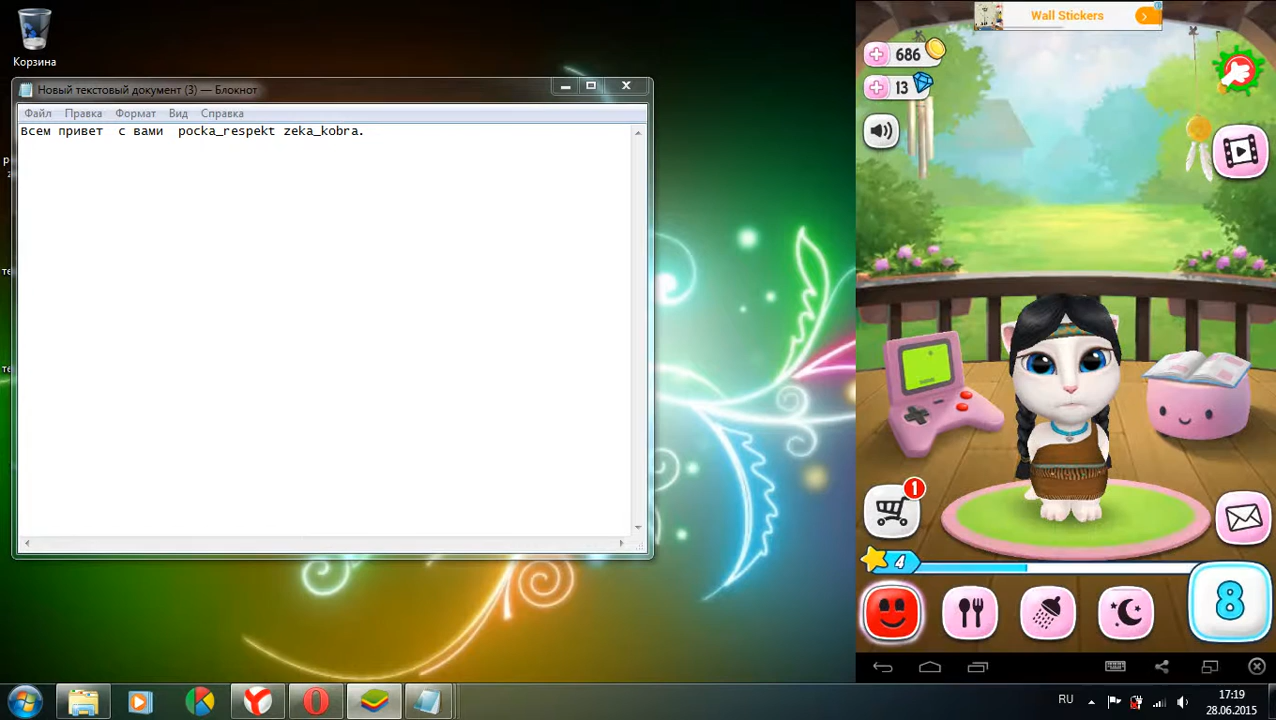 Корзина
Новый текстовый документ (3) — Блокнот
Файл Правка Формат Вид Справка
Всем привет с вами pocka_respekt zeka_kobra.
Wall Stickers
686
13
1
4
8
RU
17:19
28.06.2015